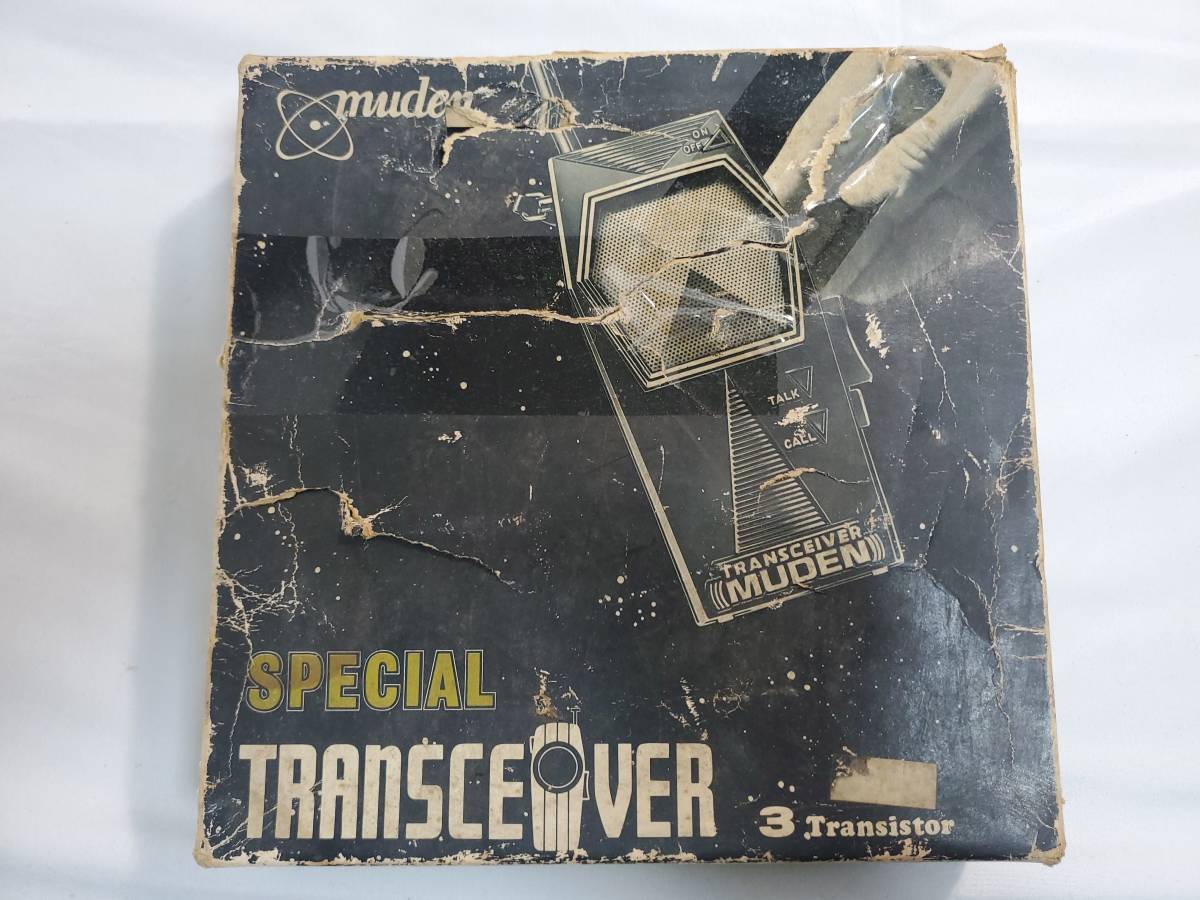 muden
ON
OFF
TALK
CALL
TRANSCEIVER
MUDEN
SPECIAL
TRANSCEIVER
3 Transistor